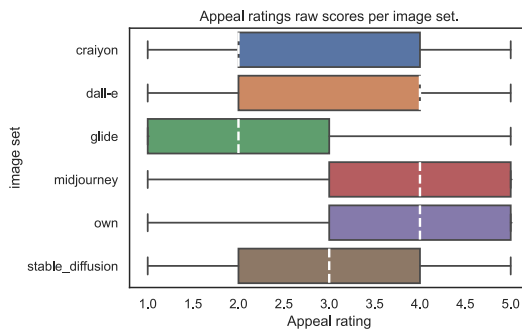 Appeal ratings raw scores per image set.
image set
craiyon
dall-e
glide
midjourney
own
stable_diffusion
1.0 1.5 2.0 2.5 3.0 3.5 4.0 4.5 5.0
Appeal rating